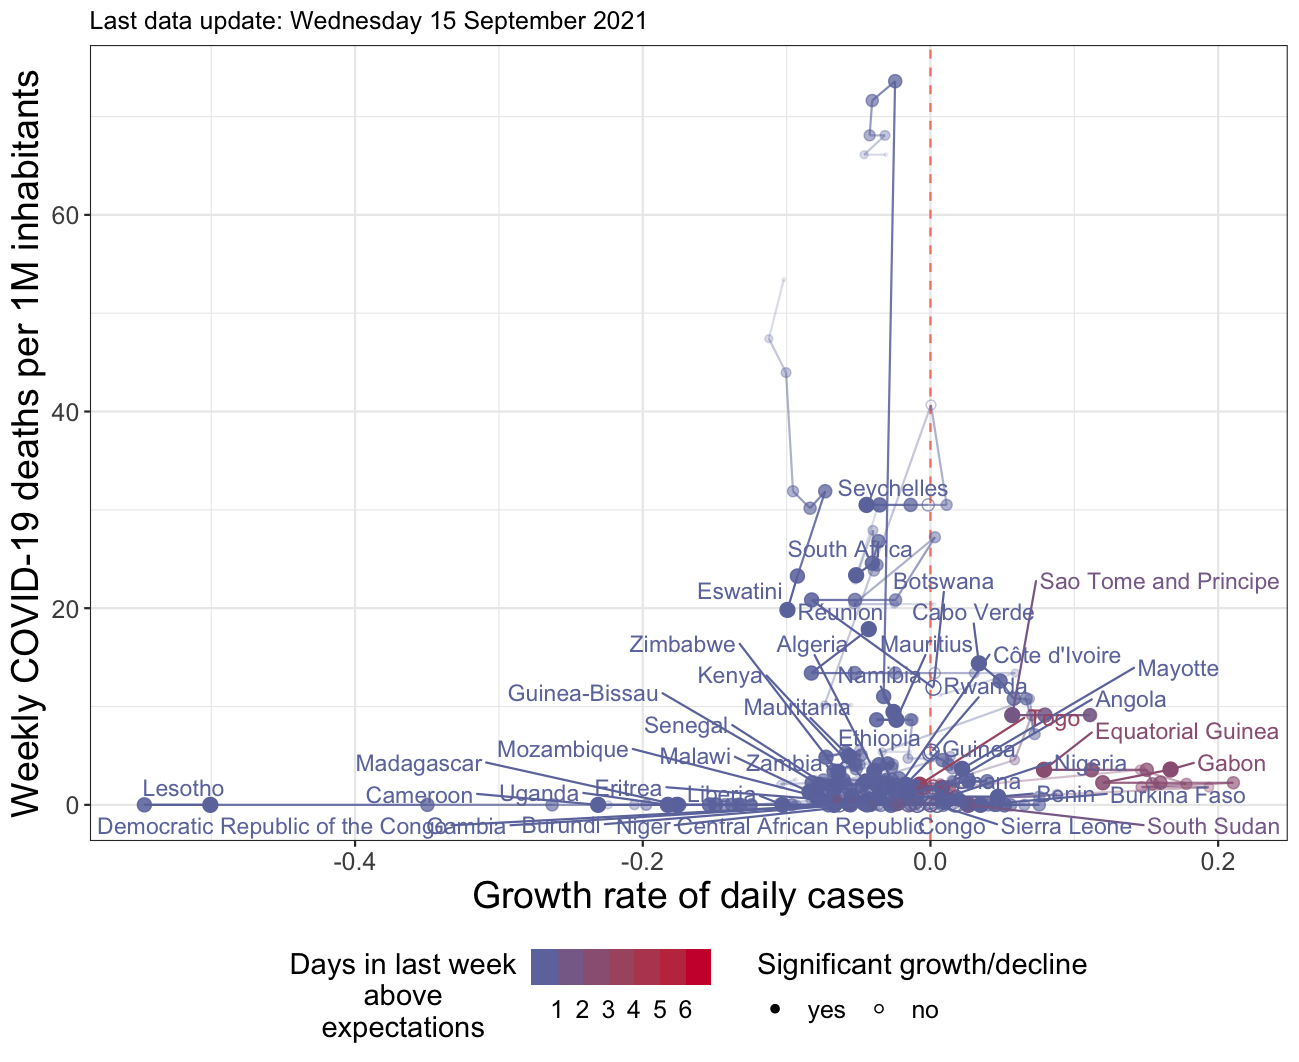 Last data update: Wednesday 15 September 2021
Weekly COVID-19 deaths per 1M inhabitants
60
40
20
0
Seychelles
South Africa
Eswatini
Botswana
Sao Tome and Principe
Réunion
Cabo Verde
Zimbabwe
Algeria
Mauritius
Côte d'Ivoire
Mayotte
Kenya
Namibia
Rwanda
Guinea-Bissau
Angola
Mauritania
Togo
Senegal
Equatorial Guinea
Ethiopia
Mozambique
Malawi
Guinea
Madagascar
Zambia
Nigeria
Gabon
Lesotho
Cameroon
Uganda
Eritrea
Liberia
Ghana
Benin
Burkina Faso
Democratic Republic of the Congo
Gambia
Burundi
Niger
Central African Republic
Congo
Sierra Leone
South Sudan
-0.4
-0.2
0.0
0.2
Growth rate of daily cases
Days in last week
above
expectations
1 2 3 4 5 6
Significant growth/decline
yes
no